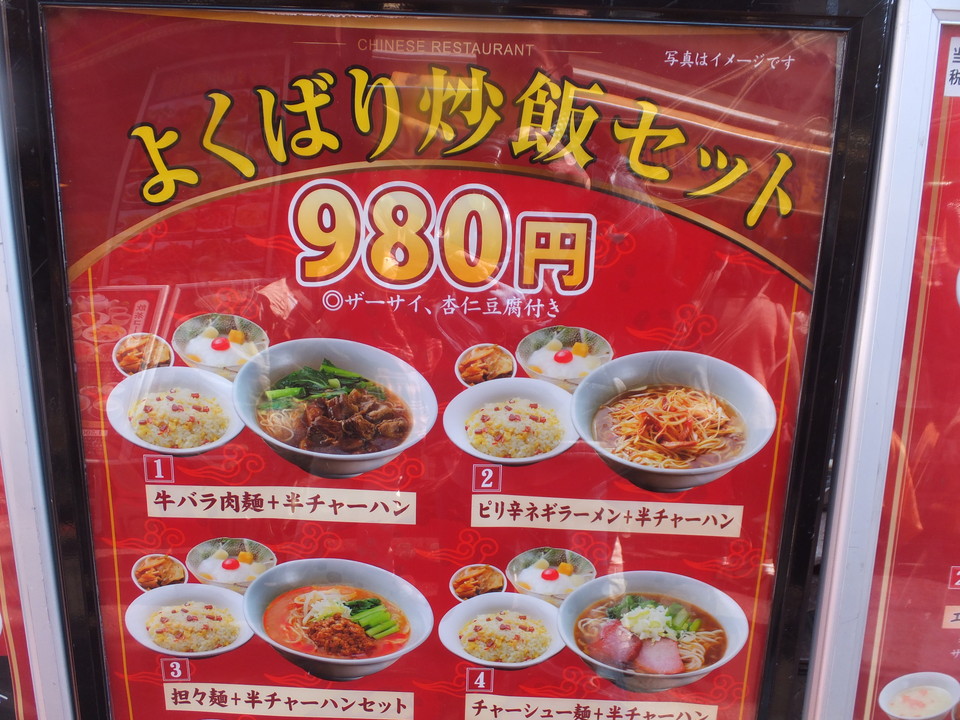 CHINESE RESTAURANT
写真はイメージです
よくばり炒飯セット
980円
◎ザーサイ、杏仁豆腐付き
1
牛バラ肉麺+半チャーハン
2
ピリ辛ネギラーメン+半チャーハン
3
担々麺+半チャーハンセット
4
チャーシュー麺+半チャーハン
当
税